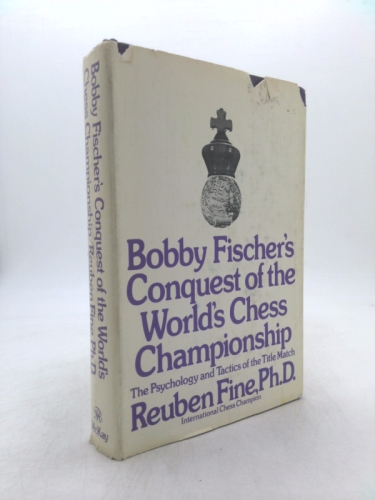 Bobby Fischer's
Conquest of the
World's Chess
Championship
The Psychology and Tactics of the Title Match
Reuben Fine, Ph.D.
International Chess Champion
Bobby Fischer's Conquest of the World's
Chess Championship Reuben Fine, Ph.D.
McKay